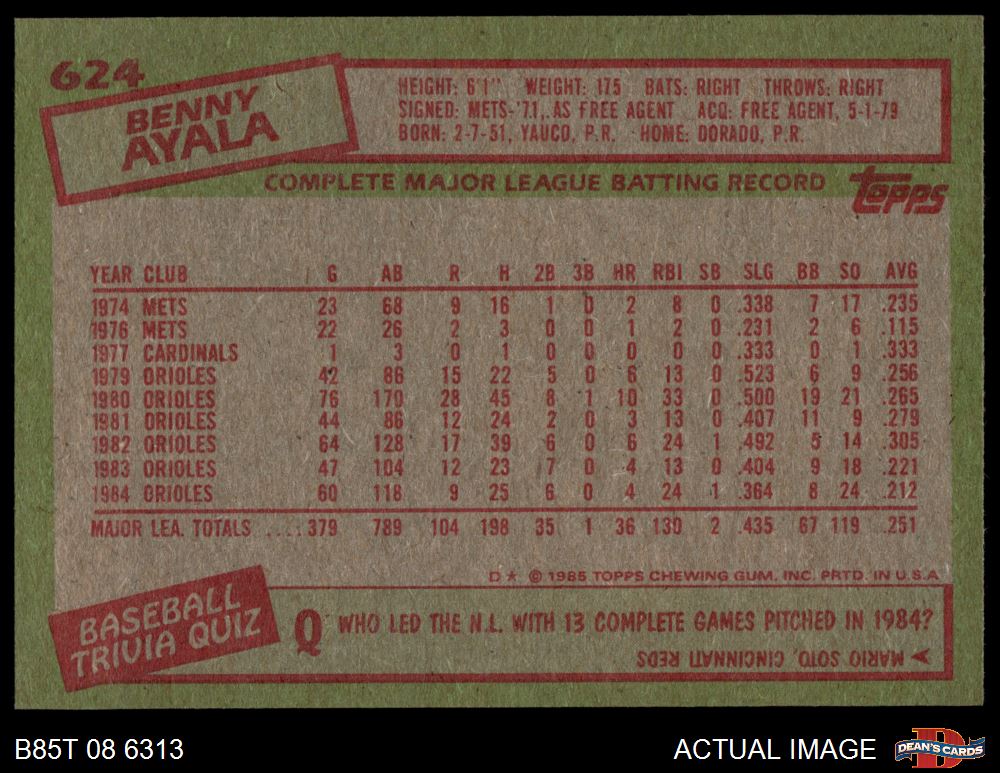 624
BENNY
AYALA
HEIGHT: 6'1" WEIGHT: 175 BATS: RIGHT THROWS: RIGHT
SIGNED: METS-'71, AS FREE AGENT ACQ: FREE AGENT, 5-1-79
BORN: 2-7-51, YAUCO, P.R. HOME: DORADO, P.R.
COMPLETE MAJOR LEAGUE BATTING RECORD
Topps
YEAR CLUB G AB R H 2B 3B HR RBI SB SLG BB SO AVG
1974 METS 23 68 9 16 1 0 2 8 0 .338 7 17 .235
1976 METS 22 26 2 3 0 0 1 2 0 .231 2 6 .115
1977 CARDINALS 1 3 0 1 0 0 0 0 0 .333 0 1 .333
1979 ORIOLES 42 86 15 22 5 0 6 13 0 .523 6 9 .256
1980 ORIOLES 76 170 28 45 8 1 10 33 0 .500 19 21 .265
1981 ORIOLES 44 86 12 24 2 0 3 13 0 .407 11 9 .279
1982 ORIOLES 64 128 17 39 6 0 6 24 1 .492 5 14 .305
1983 ORIOLES 47 104 12 23 7 0 4 13 0 .404 9 18 .221
1984 ORIOLES 60 118 9 25 6 0 4 24 1 .364 8 24 .212
MAJOR LEA. TOTALS ....379 789 104 198 35 1 36 130 2 .435 67 119 .251
D★ © 1985 TOPPS CHEWING GUM, INC. PRTD. IN U.S.A.
BASEBALL
TRIVIA QUIZ
Q WHO LED THE N.L. WITH 13 COMPLETE GAMES PITCHED IN 1984?
MARIO SOTO, CINCINNATI REDS
B85T 08 6313
ACTUAL IMAGE
D
DEAN'S CARDS